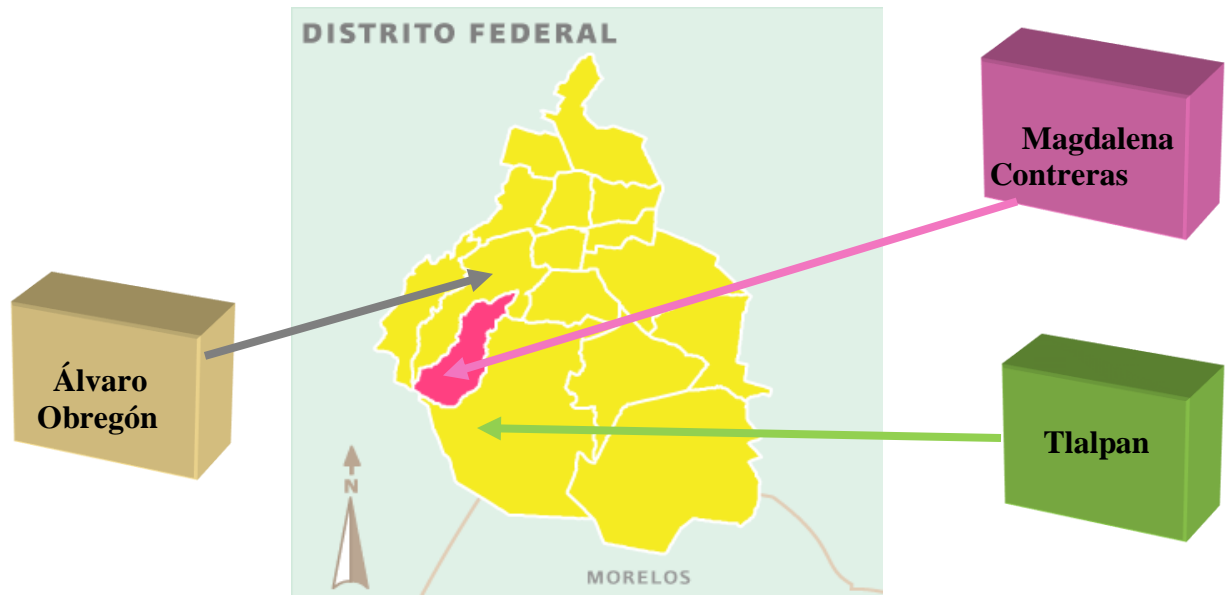 DISTRITO FEDERAL
Magdalena
Contreras
Álvaro
Obregón
Tlalpan
N
MORELOS